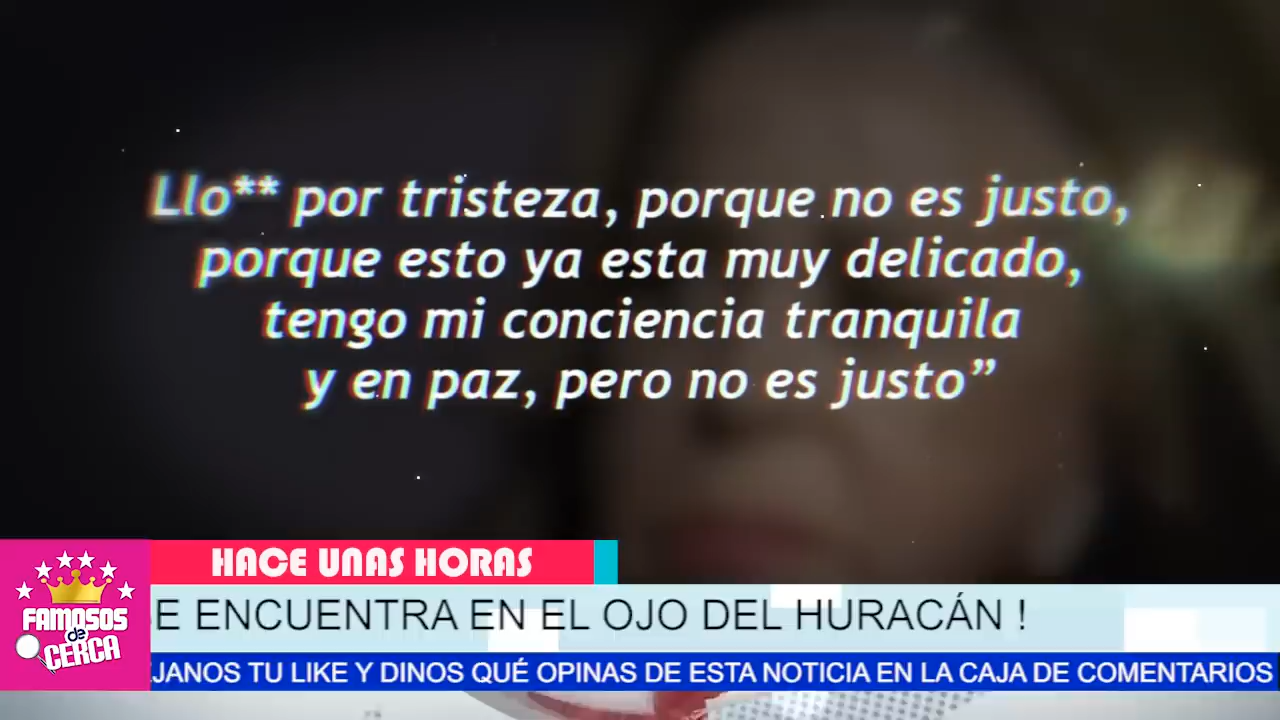 Llo** por tristeza, porque no es justo,
porque esto ya esta muy delicado,
tengo mi conciencia tranquila
y en paz, pero no es justo”
HACE UNAS HORAS
E ENCUENTRA EN EL OJO DEL HURACÁN !
FAMOSOS
de
CERCA
JANOS TU LIKE Y DINOS QUÉ OPINAS DE ESTA NOTICIA EN LA CAJA DE COMENTARIOS